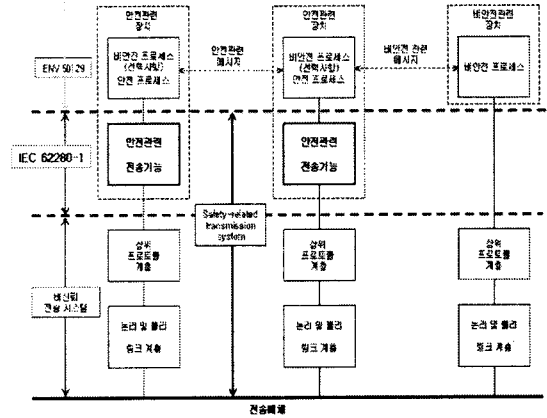 안전관련
장치
안전관련
장치
비안전관련
장치
ENV 50129
비안전 프로세스
(선택사항)
안전 프로세스
안전관련
메시지
비안전 프로세스
(선택사항)
안전 프로세스
비안전 관련
메시지
비안전 프로세스
IEC 62280-1
안전관련
전송기능
안전관련
전송기능
Safety-related
transmission
system
상위
프로토콜
계층
상위
프로토콜
계층
상위
프로토콜
계층
비신뢰
전송 시스템
논리 및 물리
링크 계층
논리 및 물리
링크 계층
논리 및 물리
링크 계층
전송매체